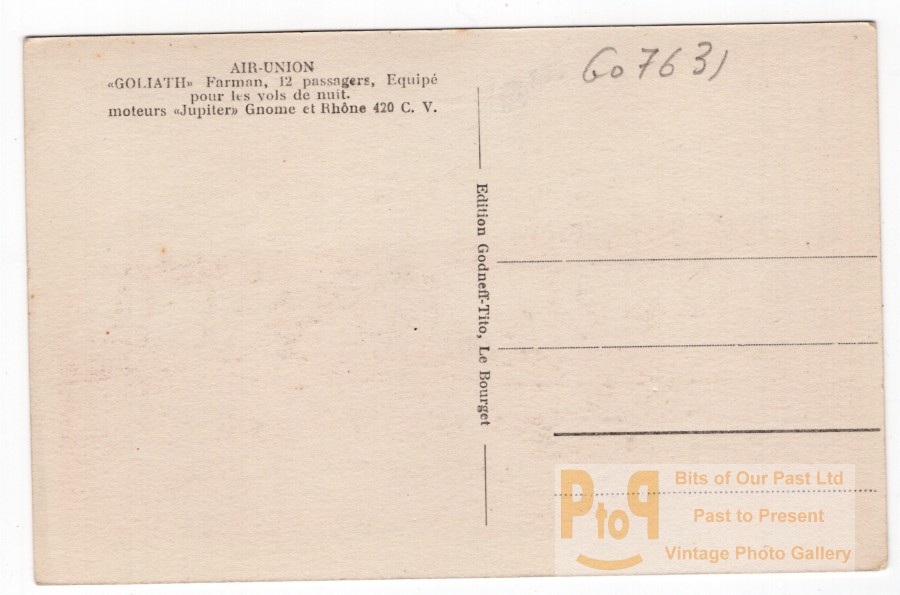 AIR-UNION
«GOLIATH» Farman, 12 passagers, Equipé
pour les vols de nuit.
moteurs «Jupiter» Gnome et Rhône 420 C. V.
607631
Edition Godneff-Tito, Le Bourget
PtoP
Bits of Our Past Ltd
Past to Present
Vintage Photo Gallery